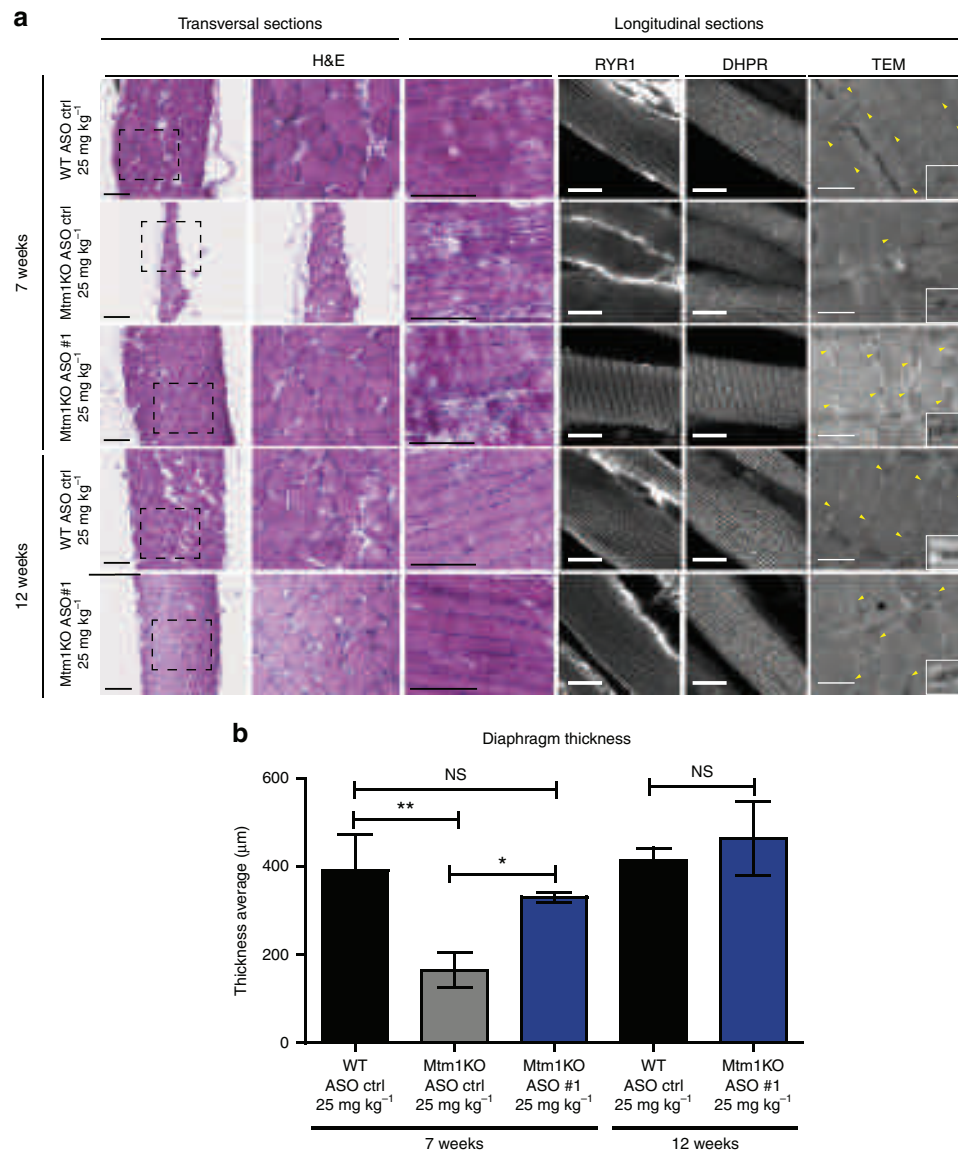 a
Transversal sections
Longitudinal sections
H&E
RYR1
DHPR
TEM
7 weeks
WT ASO ctrl
25 mg kg⁻¹
Mtm1KO ASO ctrl
25 mg kg⁻¹
Mtm1KO ASO #1
25 mg kg⁻¹
12 weeks
WT ASO ctrl
25 mg kg⁻¹
Mtm1KO ASO#1
25 mg kg⁻¹
b
Diaphragm thickness
Thickness average (μm)
600
400
200
0
NS
**
*
NS
WT
ASO ctrl
25 mg kg⁻¹
Mtm1KO
ASO ctrl
25 mg kg⁻¹
Mtm1KO
ASO #1
25 mg kg⁻¹
WT
ASO ctrl
25 mg kg⁻¹
Mtm1KO
ASO #1
25 mg kg⁻¹
7 weeks
12 weeks